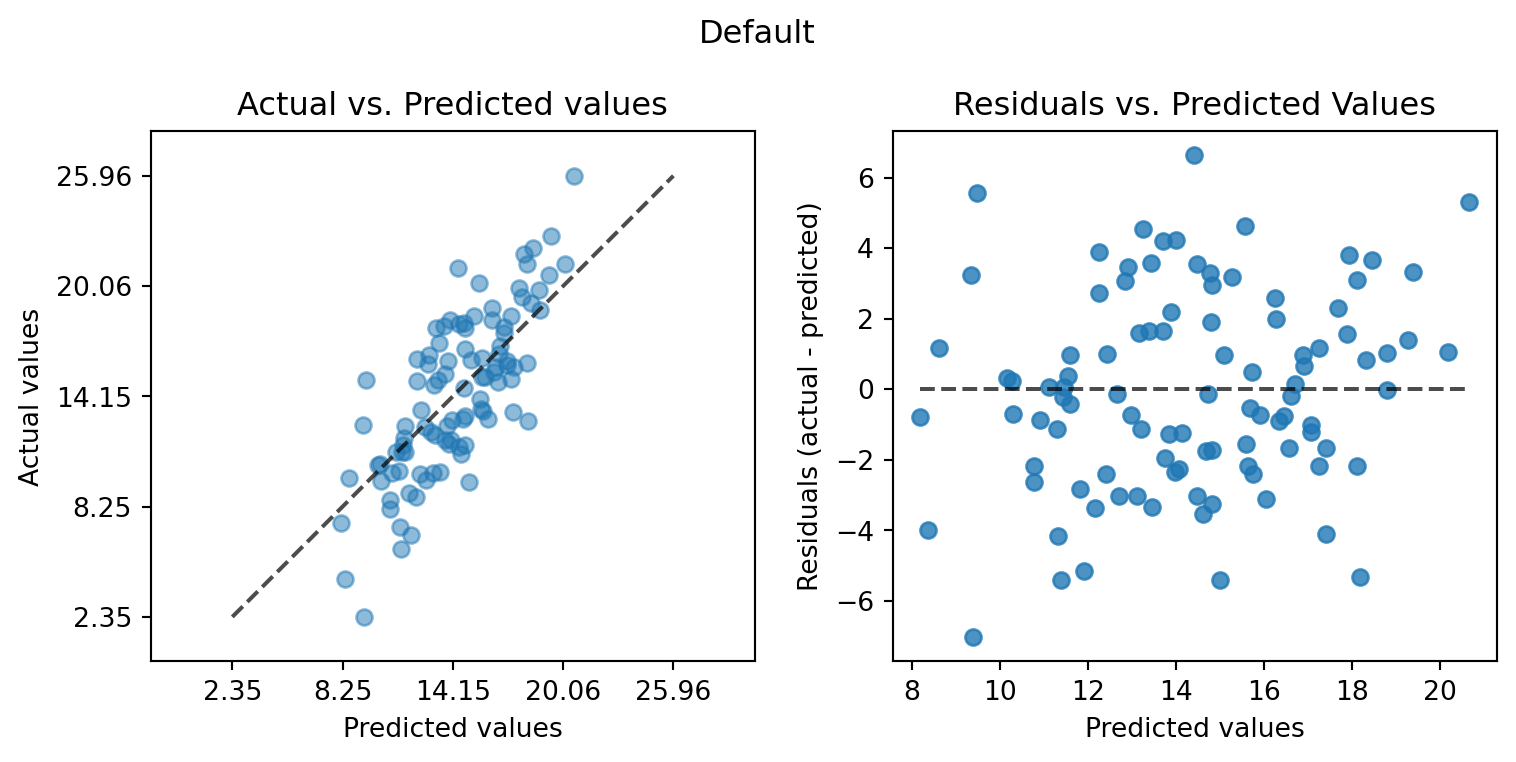 Default
Actual vs. Predicted values
Actual values
25.96
20.06
14.15
8.25
2.35
2.35 8.25 14.15 20.06 25.96
Predicted values
Residuals vs. Predicted Values
Residuals (actual - predicted)
6
4
2
0
−2
−4
−6
8 10 12 14 16 18 20
Predicted values